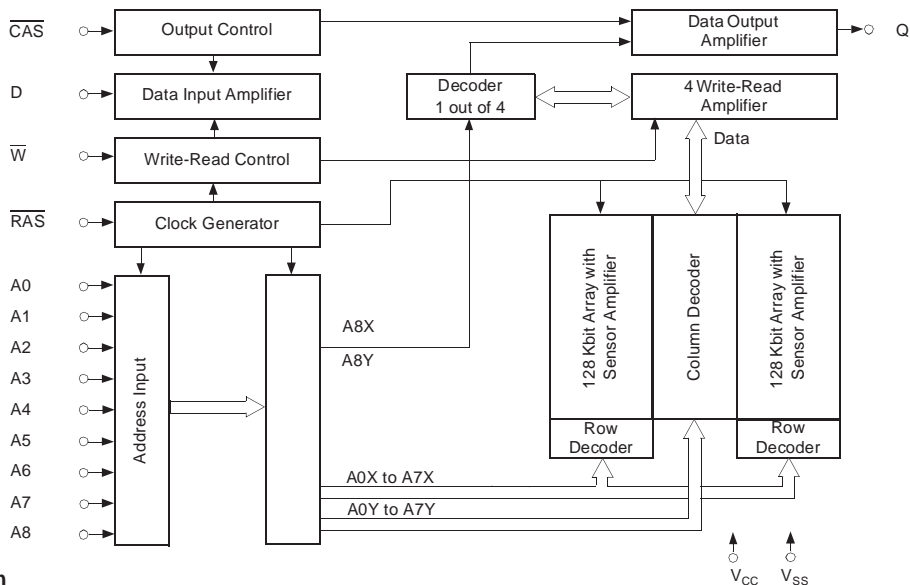 CAS
Output Control
Data Output
Amplifier
Q
D
Data Input Amplifier
Decoder
1 out of 4
4 Write-Read
Amplifier
Data
W
Write-Read Control
RAS
Clock Generator
A0
A1
A2
A3
A4
A5
A6
A7
A8
Address Input
A8X
A8Y
128 Kbit Array with
Sensor Amplifier
Column Decoder
128 Kbit Array with
Sensor Amplifier
Row
Decoder
Row
Decoder
A0X to A7X
A0Y to A7Y
VCC
VSS